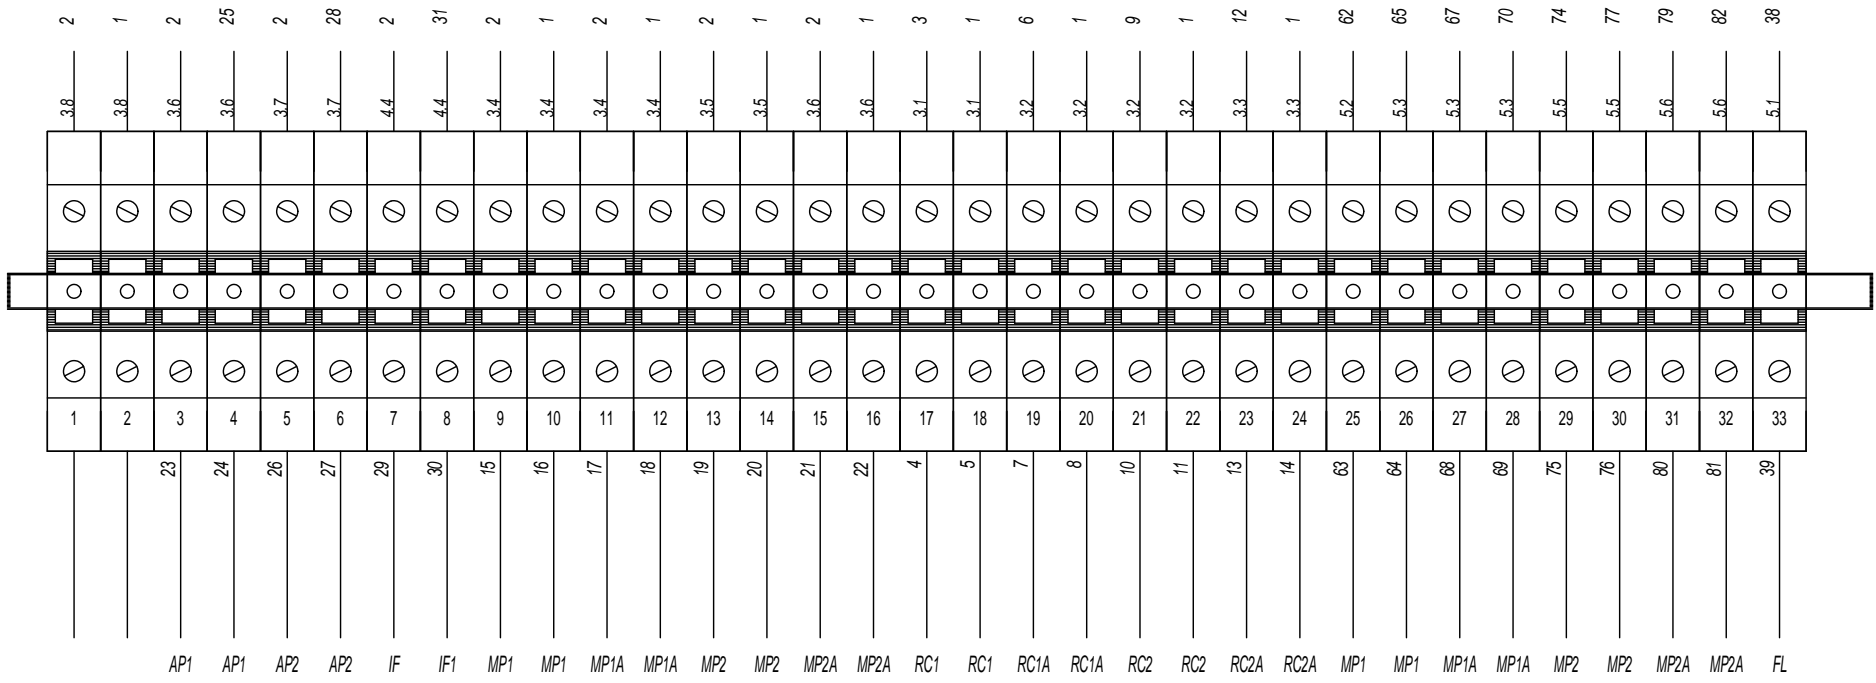 2 1 2 25 2 28 2 31 2 1 2 1 2 1 2 1 3 1 6 1 9 1 12 1 62 65 67 70 74 77 79 82 38
3.8 3.8 3.6 3.6 3.7 3.7 4.4 4.4 3.4 3.4 3.4 3.4 3.5 3.5 3.6 3.6 3.1 3.1 3.2 3.2 3.2 3.2 3.3 3.3 5.2 5.3 5.3 5.3 5.5 5.5 5.6 5.6 5.1
1 2 3 4 5 6 7 8 9 10 11 12 13 14 15 16 17 18 19 20 21 22 23 24 25 26 27 28 29 30 31 32 33
23 24 26 27 29 30 15 16 17 18 19 20 21 22 4 5 7 8 10 11 13 14 63 64 68 69 75 76 80 81 39
AP1 AP1 AP2 AP2 IF IF1 MP1 MP1 MP1A MP1A MP2 MP2 MP2A MP2A RC1 RC1 RC1A RC1A RC2 RC2 RC2A RC2A MP1 MP1 MP1A MP1A MP2 MP2 MP2A MP2A FL